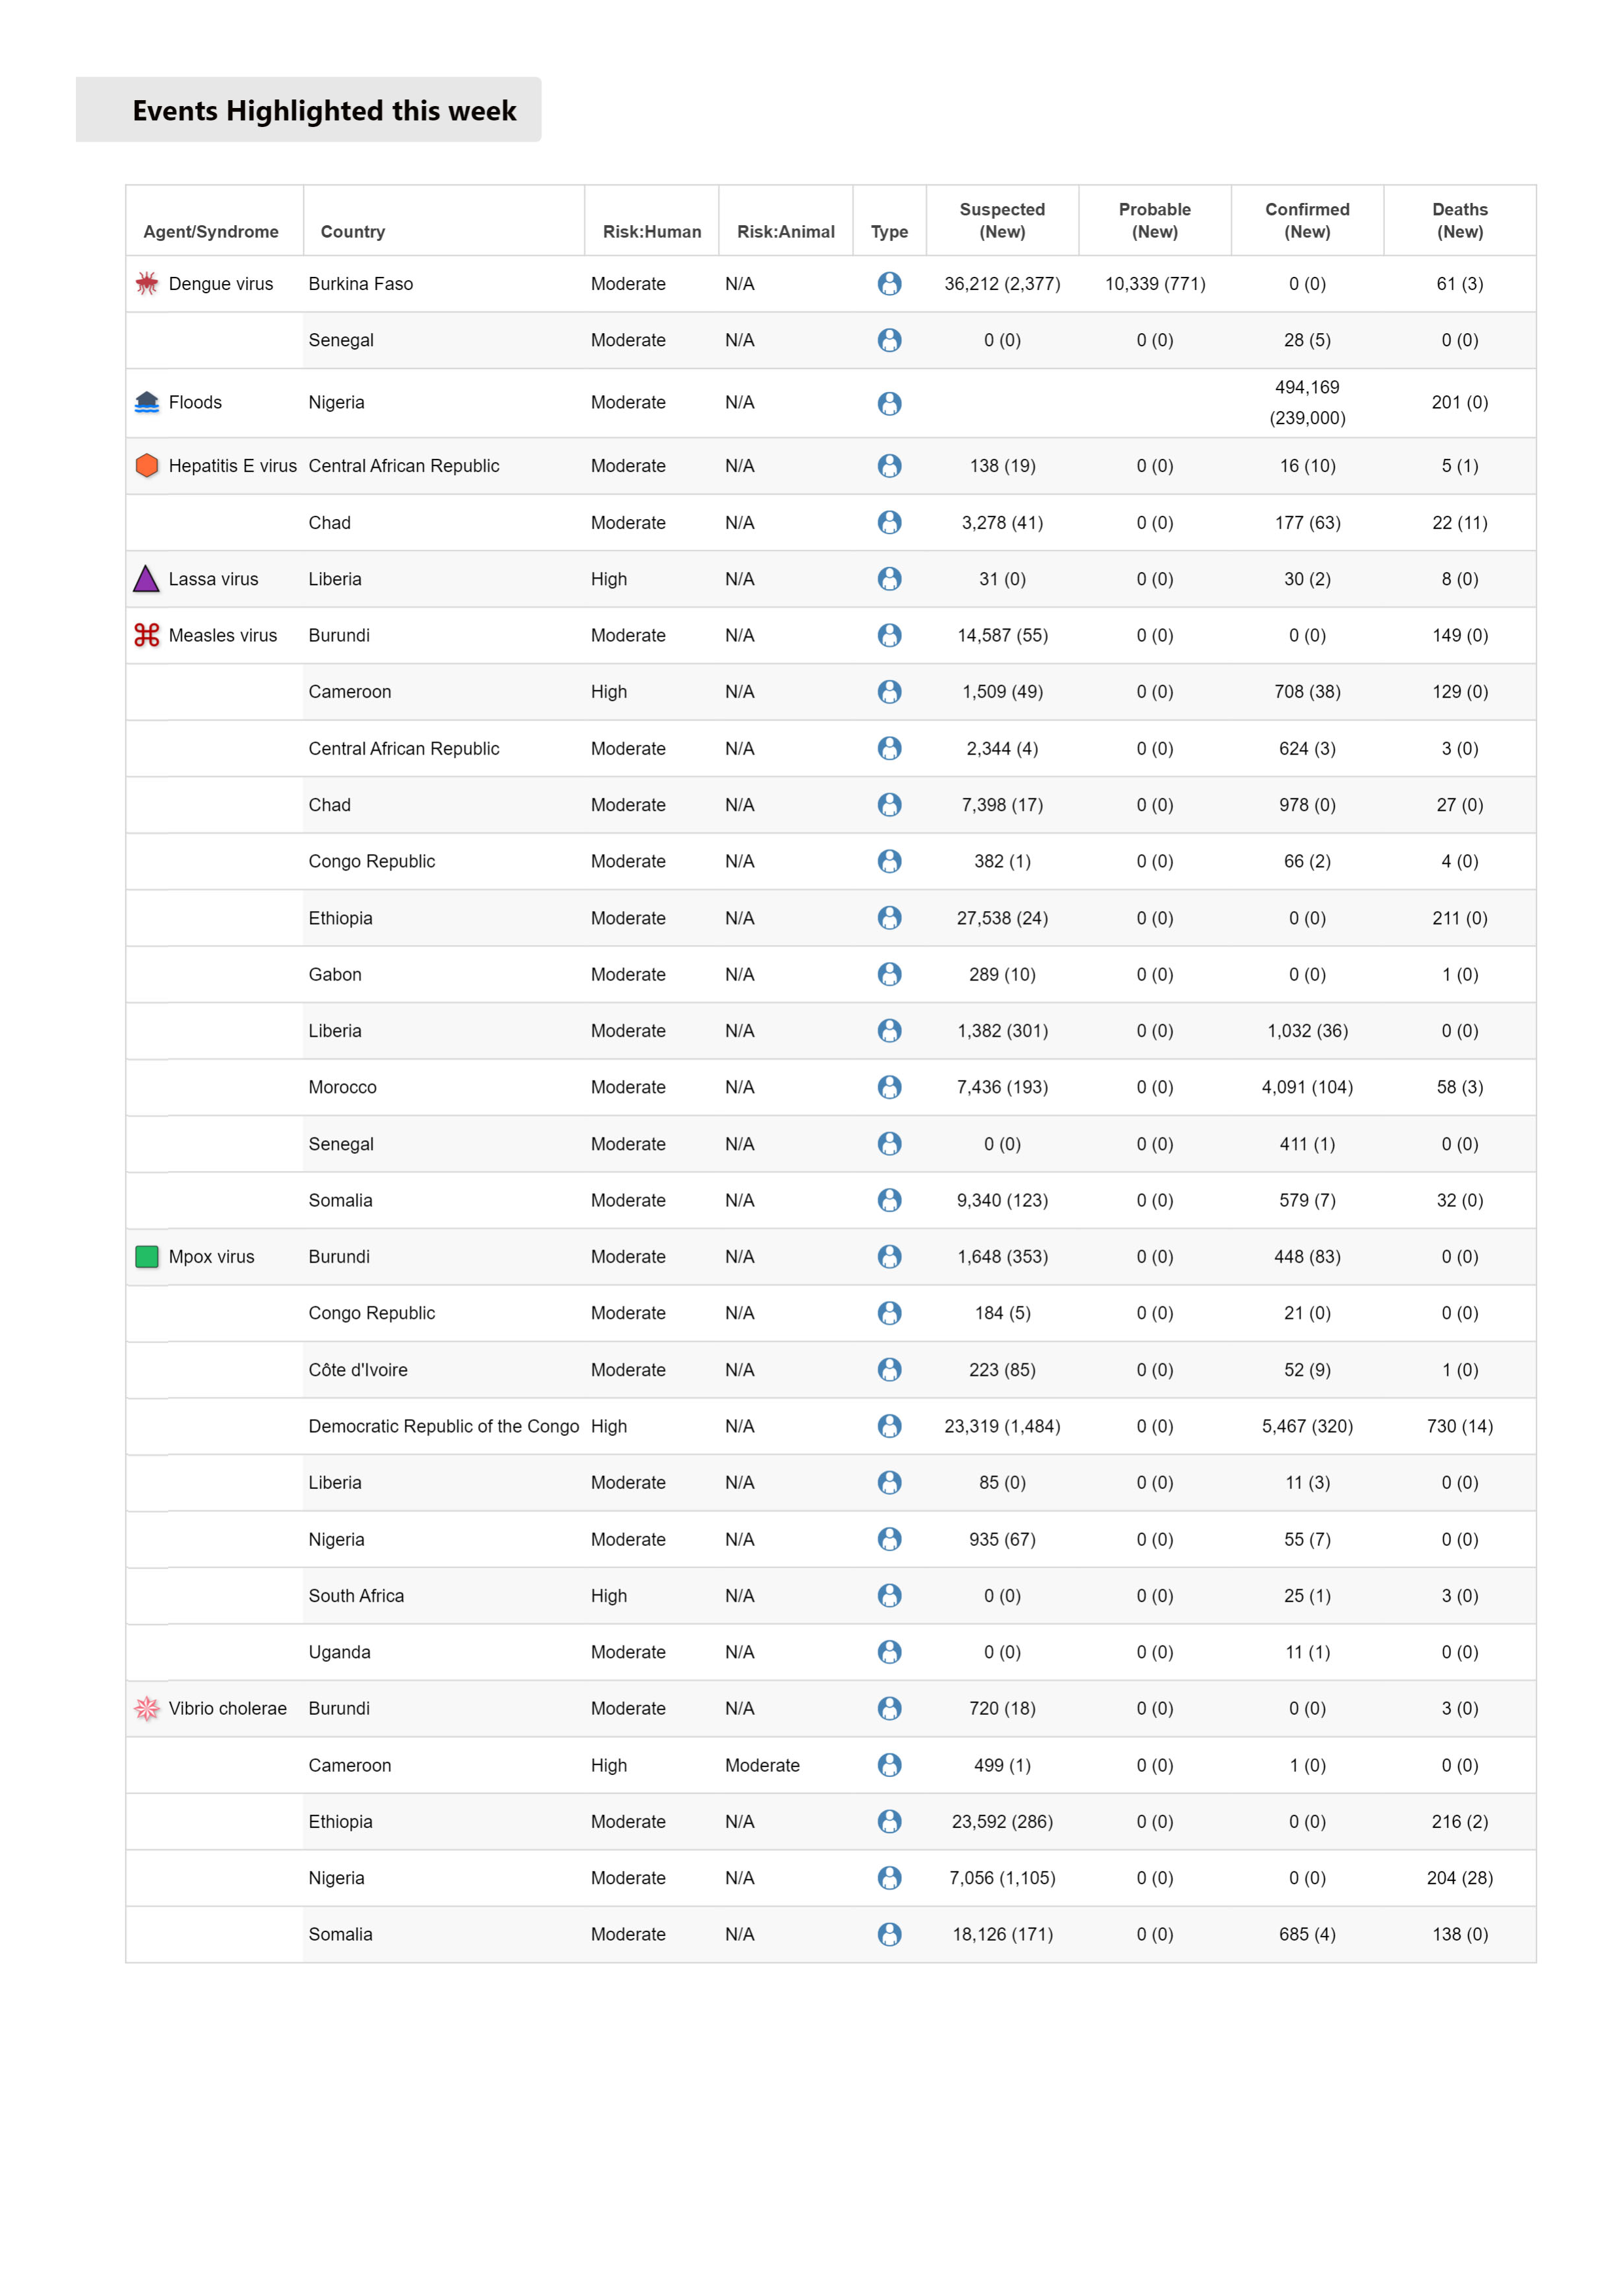 Events Highlighted this week
Agent/Syndrome Country Risk:Human Risk:Animal Type Suspected (New) Probable (New) Confirmed (New) Deaths (New)
Dengue virus Burkina Faso Moderate N/A 36,212 (2,377) 10,339 (771) 0 (0) 61 (3)
Senegal Moderate N/A 0 (0) 0 (0) 28 (5) 0 (0)
Floods Nigeria Moderate N/A 494,169 (239,000) 201 (0)
Hepatitis E virus Central African Republic Moderate N/A 138 (19) 0 (0) 16 (10) 5 (1)
Chad Moderate N/A 3,278 (41) 0 (0) 177 (63) 22 (11)
Lassa virus Liberia High N/A 31 (0) 0 (0) 30 (2) 8 (0)
Measles virus Burundi Moderate N/A 14,587 (55) 0 (0) 0 (0) 149 (0)
Cameroon High N/A 1,509 (49) 0 (0) 708 (38) 129 (0)
Central African Republic Moderate N/A 2,344 (4) 0 (0) 624 (3) 3 (0)
Chad Moderate N/A 7,398 (17) 0 (0) 978 (0) 27 (0)
Congo Republic Moderate N/A 382 (1) 0 (0) 66 (2) 4 (0)
Ethiopia Moderate N/A 27,538 (24) 0 (0) 0 (0) 211 (0)
Gabon Moderate N/A 289 (10) 0 (0) 0 (0) 1 (0)
Liberia Moderate N/A 1,382 (301) 0 (0) 1,032 (36) 0 (0)
Morocco Moderate N/A 7,436 (193) 0 (0) 4,091 (104) 58 (3)
Senegal Moderate N/A 0 (0) 0 (0) 411 (1) 0 (0)
Somalia Moderate N/A 9,340 (123) 0 (0) 579 (7) 32 (0)
Mpox virus Burundi Moderate N/A 1,648 (353) 0 (0) 448 (83) 0 (0)
Congo Republic Moderate N/A 184 (5) 0 (0) 21 (0) 0 (0)
Côte d'Ivoire Moderate N/A 223 (85) 0 (0) 52 (9) 1 (0)
Democratic Republic of the Congo High N/A 23,319 (1,484) 0 (0) 5,467 (320) 730 (14)
Liberia Moderate N/A 85 (0) 0 (0) 11 (3) 0 (0)
Nigeria Moderate N/A 935 (67) 0 (0) 55 (7) 0 (0)
South Africa High N/A 0 (0) 0 (0) 25 (1) 3 (0)
Uganda Moderate N/A 0 (0) 0 (0) 11 (1) 0 (0)
Vibrio cholerae Burundi Moderate N/A 720 (18) 0 (0) 0 (0) 3 (0)
Cameroon High Moderate 499 (1) 0 (0) 1 (0) 0 (0)
Ethiopia Moderate N/A 23,592 (286) 0 (0) 0 (0) 216 (2)
Nigeria Moderate N/A 7,056 (1,105) 0 (0) 0 (0) 204 (28)
Somalia Moderate N/A 18,126 (171) 0 (0) 685 (4) 138 (0)